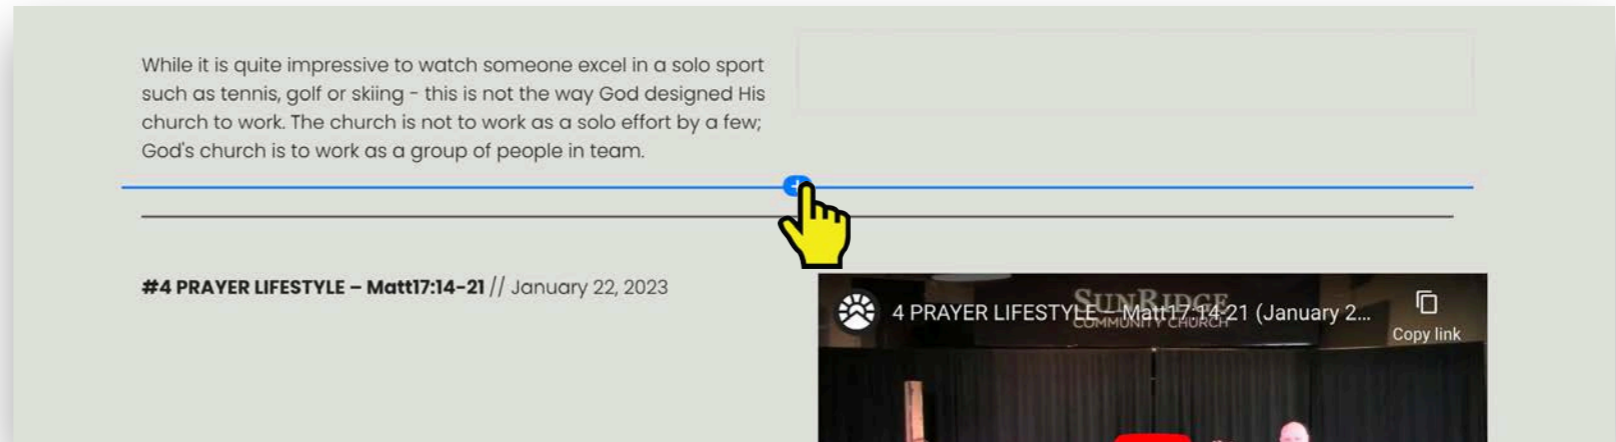 While it is quite impressive to watch someone excel in a solo sport
such as tennis, golf or skiing - this is not the way God designed His
church to work. The church is not to work as a solo effort by a few;
God's church is to work as a group of people in team.
+
#4 PRAYER LIFESTYLE – Matt17:14-21 // January 22, 2023
4 PRAYER LIFESTYLE – Matt17:14-21 (January 2...
Copy link
SUNRIDGE
COMMUNITY CHURCH